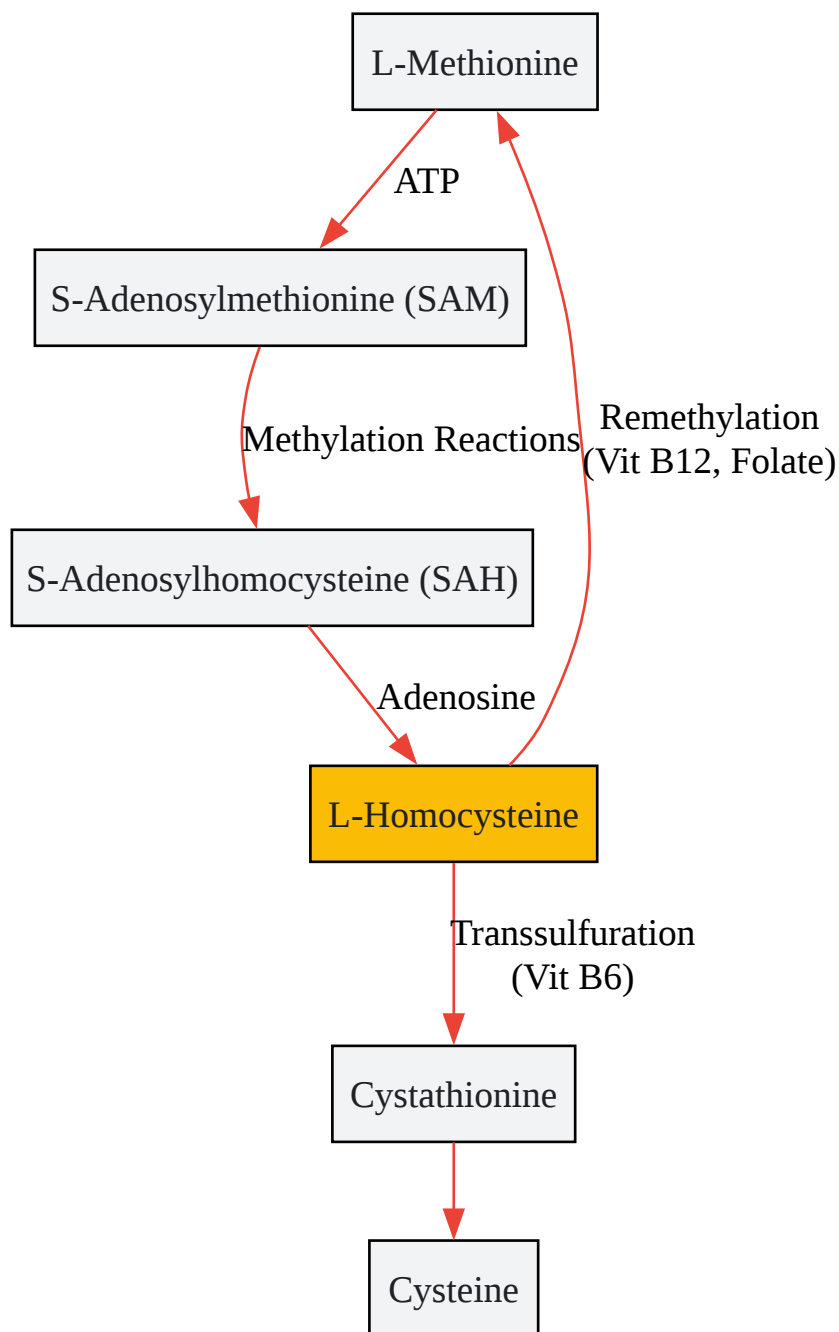 L-Methionine
ATP
S-Adenosylmethionine (SAM)
Methylation Reactions
Remethylation
(Vit B12, Folate)
S-Adenosylhomocysteine (SAH)
Adenosine
L-Homocysteine
Transsulfuration
(Vit B6)
Cystathionine
Cysteine